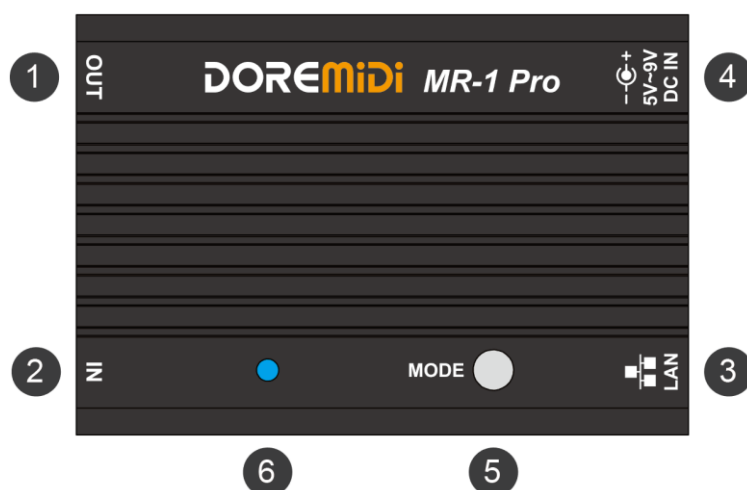 1
OUT
DOREMiDi MR-1 Pro
- +
5V~9V
DC IN
4
2
IN
MODE
LAN
3
6
5